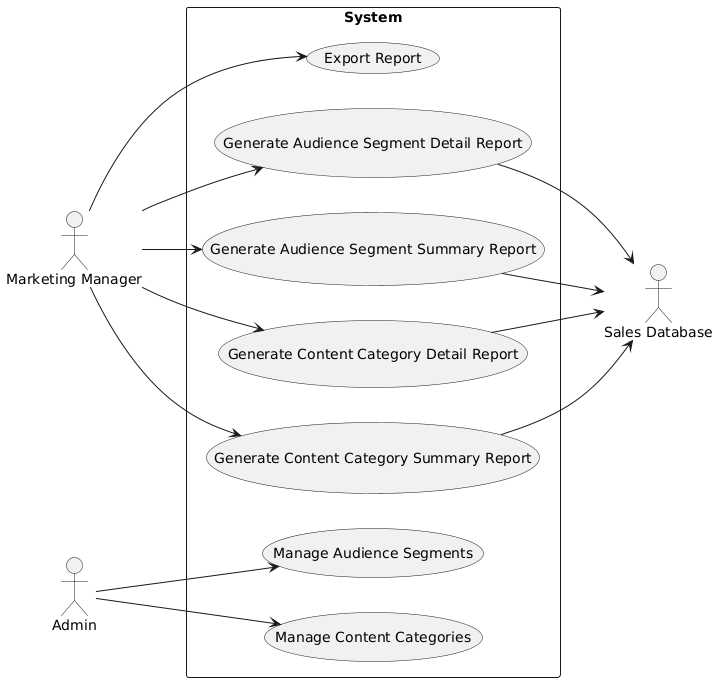 System
Export Report
Generate Audience Segment Detail Report
Generate Audience Segment Summary Report
Marketing Manager
Sales Database
Generate Content Category Detail Report
Generate Content Category Summary Report
Manage Audience Segments
Admin
Manage Content Categories